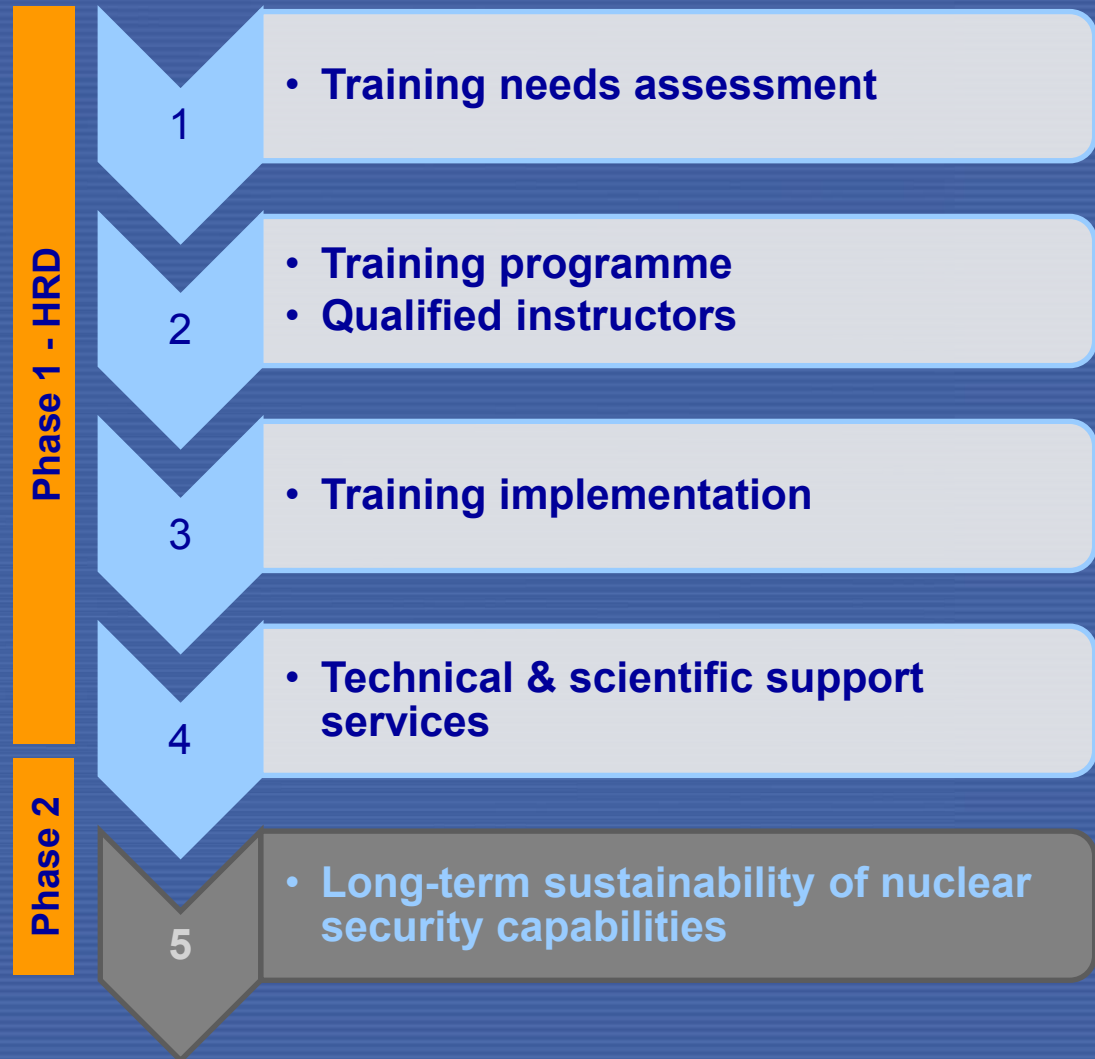 Phase 1 - HRD
1
• Training needs assessment
2
• Training programme
• Qualified instructors
3
• Training implementation
4
• Technical & scientific support
services
Phase 2
5
• Long-term sustainability of nuclear
security capabilities